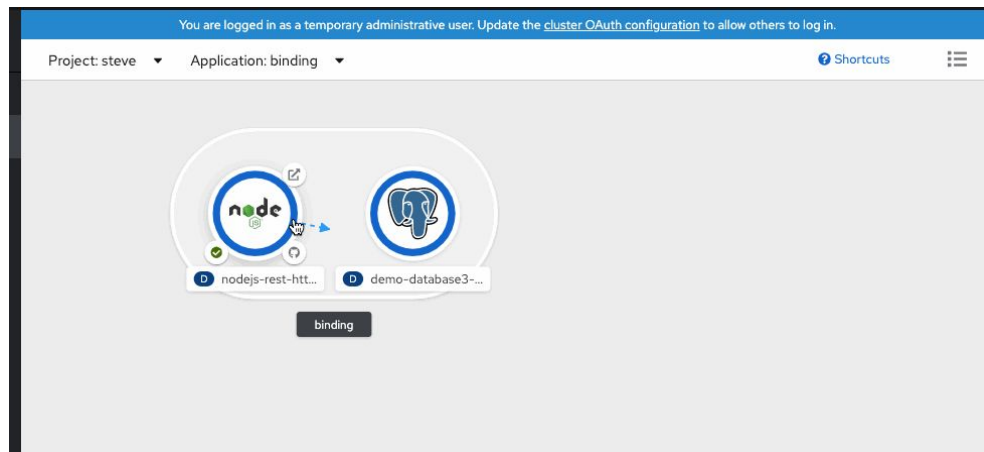 You are logged in as a temporary administrative user. Update the cluster OAuth configuration to allow others to log in.
Project: steve Application: binding Shortcuts
node
JS
D nodejs-rest-htt... D demo-database3-...
binding